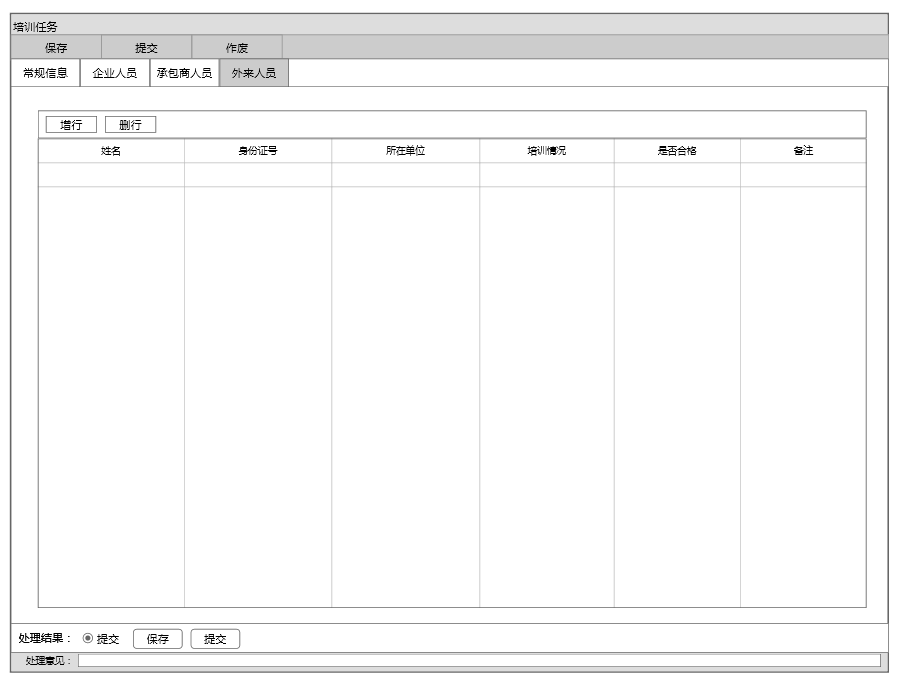 培训任务
保存 提交 作废
常规信息 企业人员 承包商人员 外来人员
增行 删行
姓名 身份证号 所在单位 培训情况 是否合格 备注
处理结果： 提交 保存 提交
处理意见：